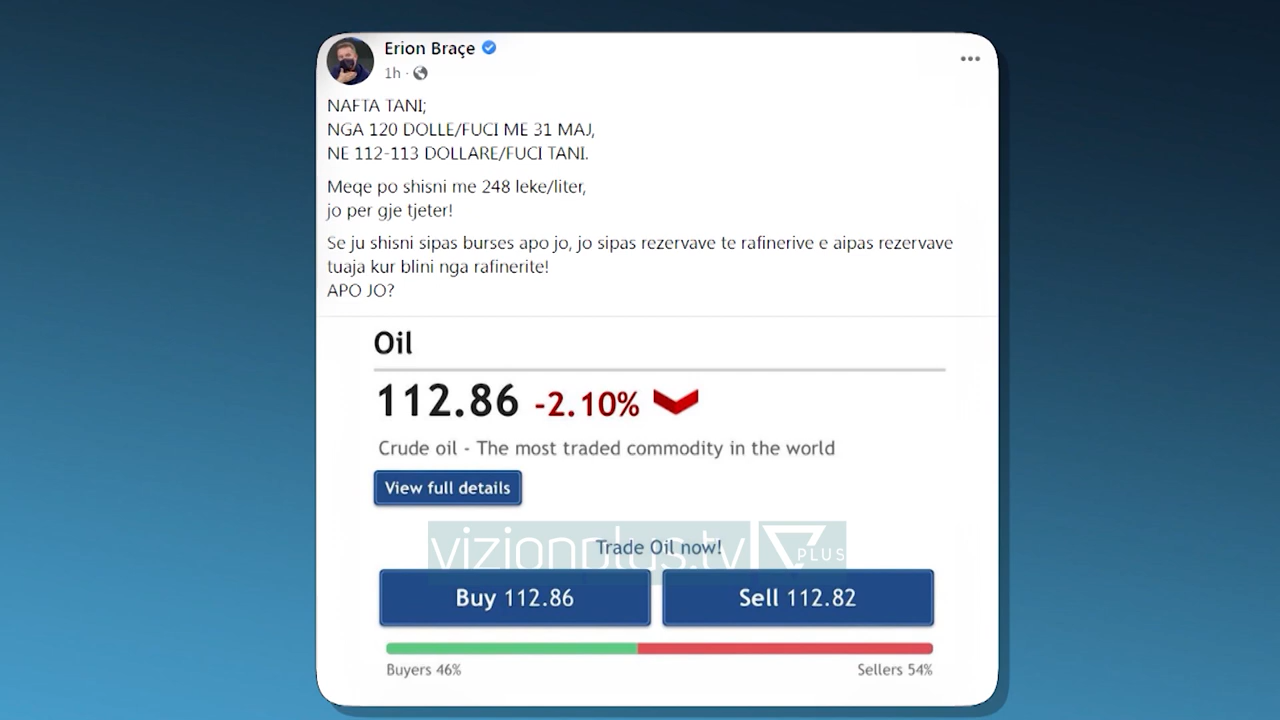 Erion Braçe
1h ·
NAFTA TANI;
NGA 120 DOLLE/FUCI ME 31 MAJ,
NE 112-113 DOLLARE/FUCI TANI.
Meqe po shisni me 248 leke/liter,
jo per gje tjeter!
Se ju shisni sipas burses apo jo, jo sipas rezervave te rafinerive e aipas rezervave
tuaja kur blini nga rafinerite!
APO JO?
Oil
112.86 -2.10%
Crude oil - The most traded commodity in the world
View full details
vizionplus.tv PLUS
Trade Oil now!
Buy 112.86 Sell 112.82
Buyers 46% Sellers 54%